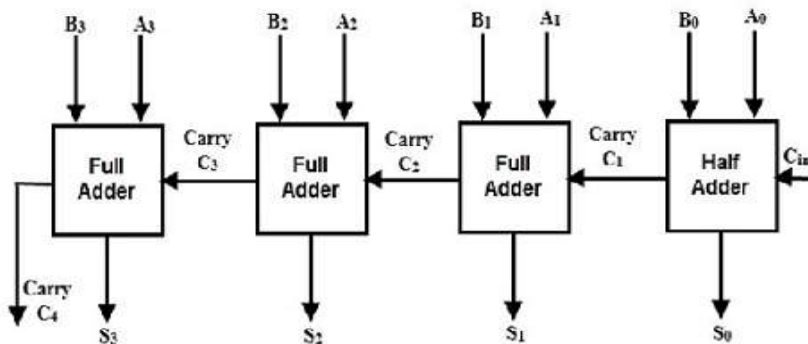 B3 A3 B2 A2 B1 A1 B0 A0
Carry C3
Carry C2
Carry C1
Cin
Full Adder
Full Adder
Full Adder
Half Adder
Carry C4
S3 S2 S1 S0